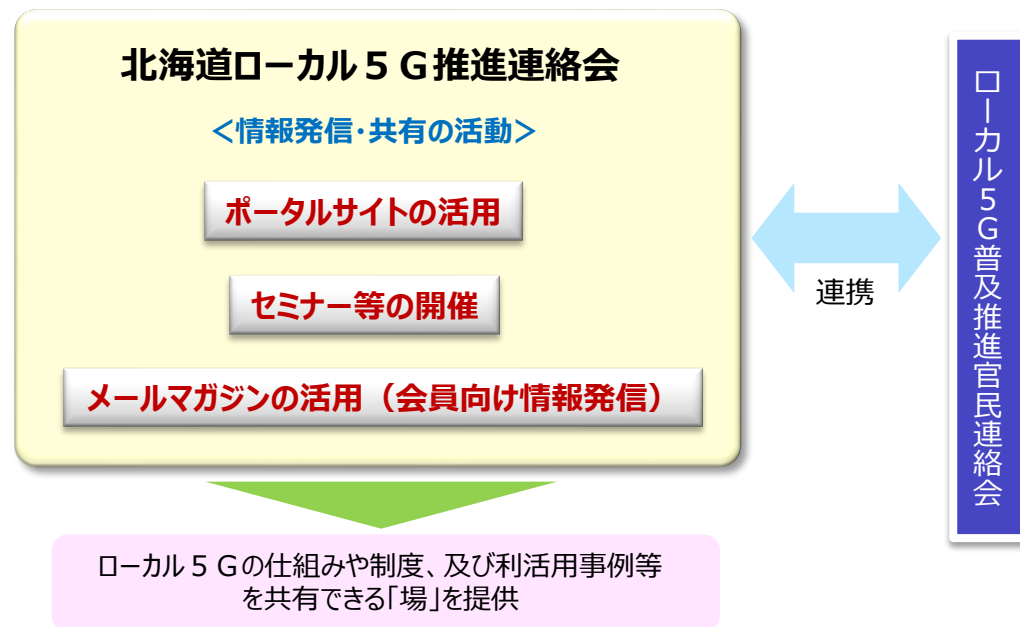 北海道ローカル５Ｇ推進連絡会
＜情報発信・共有の活動＞
ポータルサイトの活用
セミナー等の開催
メールマガジンの活用（会員向け情報発信）
連携
ローカル５Ｇ普及推進官民連絡会
ローカル５Ｇの仕組みや制度、及び利活用事例等
を共有できる「場」を提供